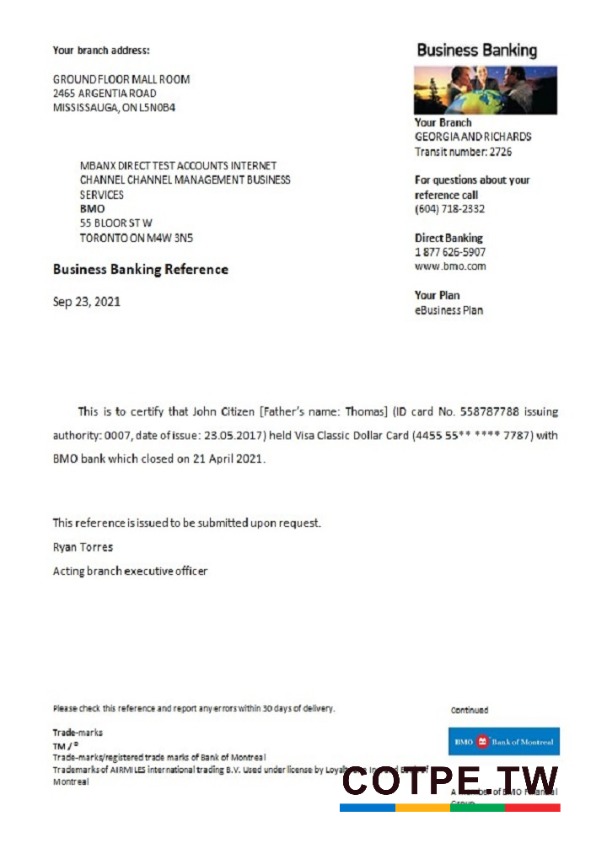 Your branch address:
GROUND FLOOR MALL ROOM
2465 ARGENTIA ROAD
MISSISSAUGA, ON L5N0B4
MBANX DIRECT TEST ACCOUNTS INTERNET
CHANNEL CHANNEL MANAGEMENT BUSINESS
SERVICES
BMO
55 BLOOR ST W
TORONTO ON M4W 3N5
Business Banking Reference
Sep 23, 2021
Business Banking
Your Branch
GEORGIA AND RICHARDS
Transit number: 2726
For questions about your
reference call
(604) 718-2332
Direct Banking
1 877 626-5907
www.bmo.com
Your Plan
eBusiness Plan
This is to certify that John Citizen [Father's name: Thomas] (ID card No. 558787788 issuing
authority: 0007, date of issue: 23.05.2017) held Visa Classic Dollar Card (4455 55** **** 7787) with
BMO bank which closed on 21 April 2021.
This reference is issued to be submitted upon request.
Ryan Torres
Acting branch executive officer
Please check this reference and report any errors within 30 days of delivery.
Trade-marks
TM / ®
Trade-marks/registered trade marks of Bank of Montreal
Trademarks of AIRMILES international trading B.V. Used under license by
Montreal
Continued
BMO Bank of Montreal
A of BMO
Group
COTPE.TW